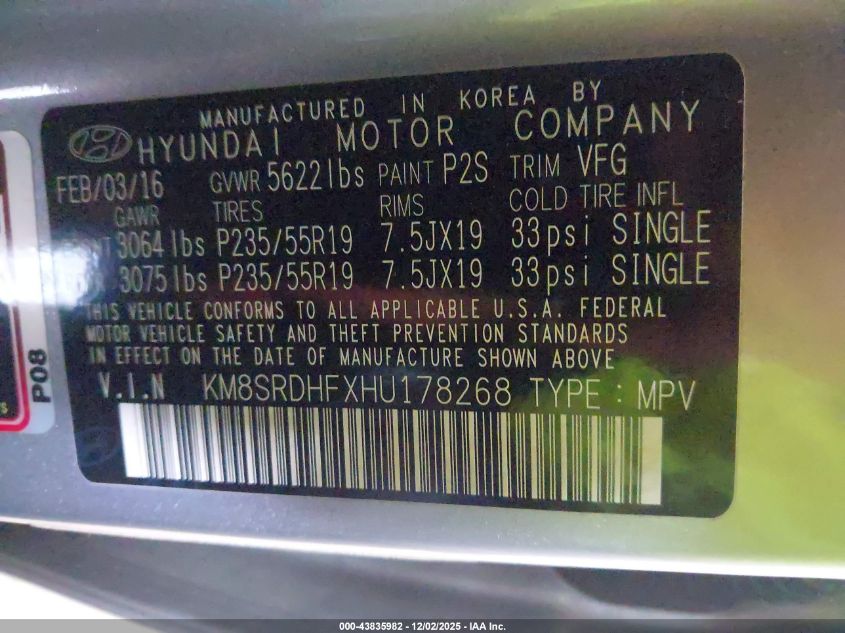 MANUFACTURED IN KOREA BY
HYUNDAI MOTOR COMPANY
FEB/03/16 GVWR 5622lbs PAINT P2S TRIM VFG
GAWR TIRES RIMS COLD TIRE INFL
3064lbs P235/55R19 7.5JX19 33psi SINGLE
3075lbs P235/55R19 7.5JX19 33psi SINGLE
THIS VEHICLE CONFORMS TO ALL APPLICABLE U.S.A. FEDERAL
MOTOR VEHICLE SAFETY AND THEFT PREVENTION STANDARDS
IN EFFECT ON THE DATE OF MANUFACTURE SHOWN ABOVE
V.I.N KM8SRDHFXHU178268 TYPE : MPV
P08
000-43835982 - 12/02/2025 - IAA Inc.